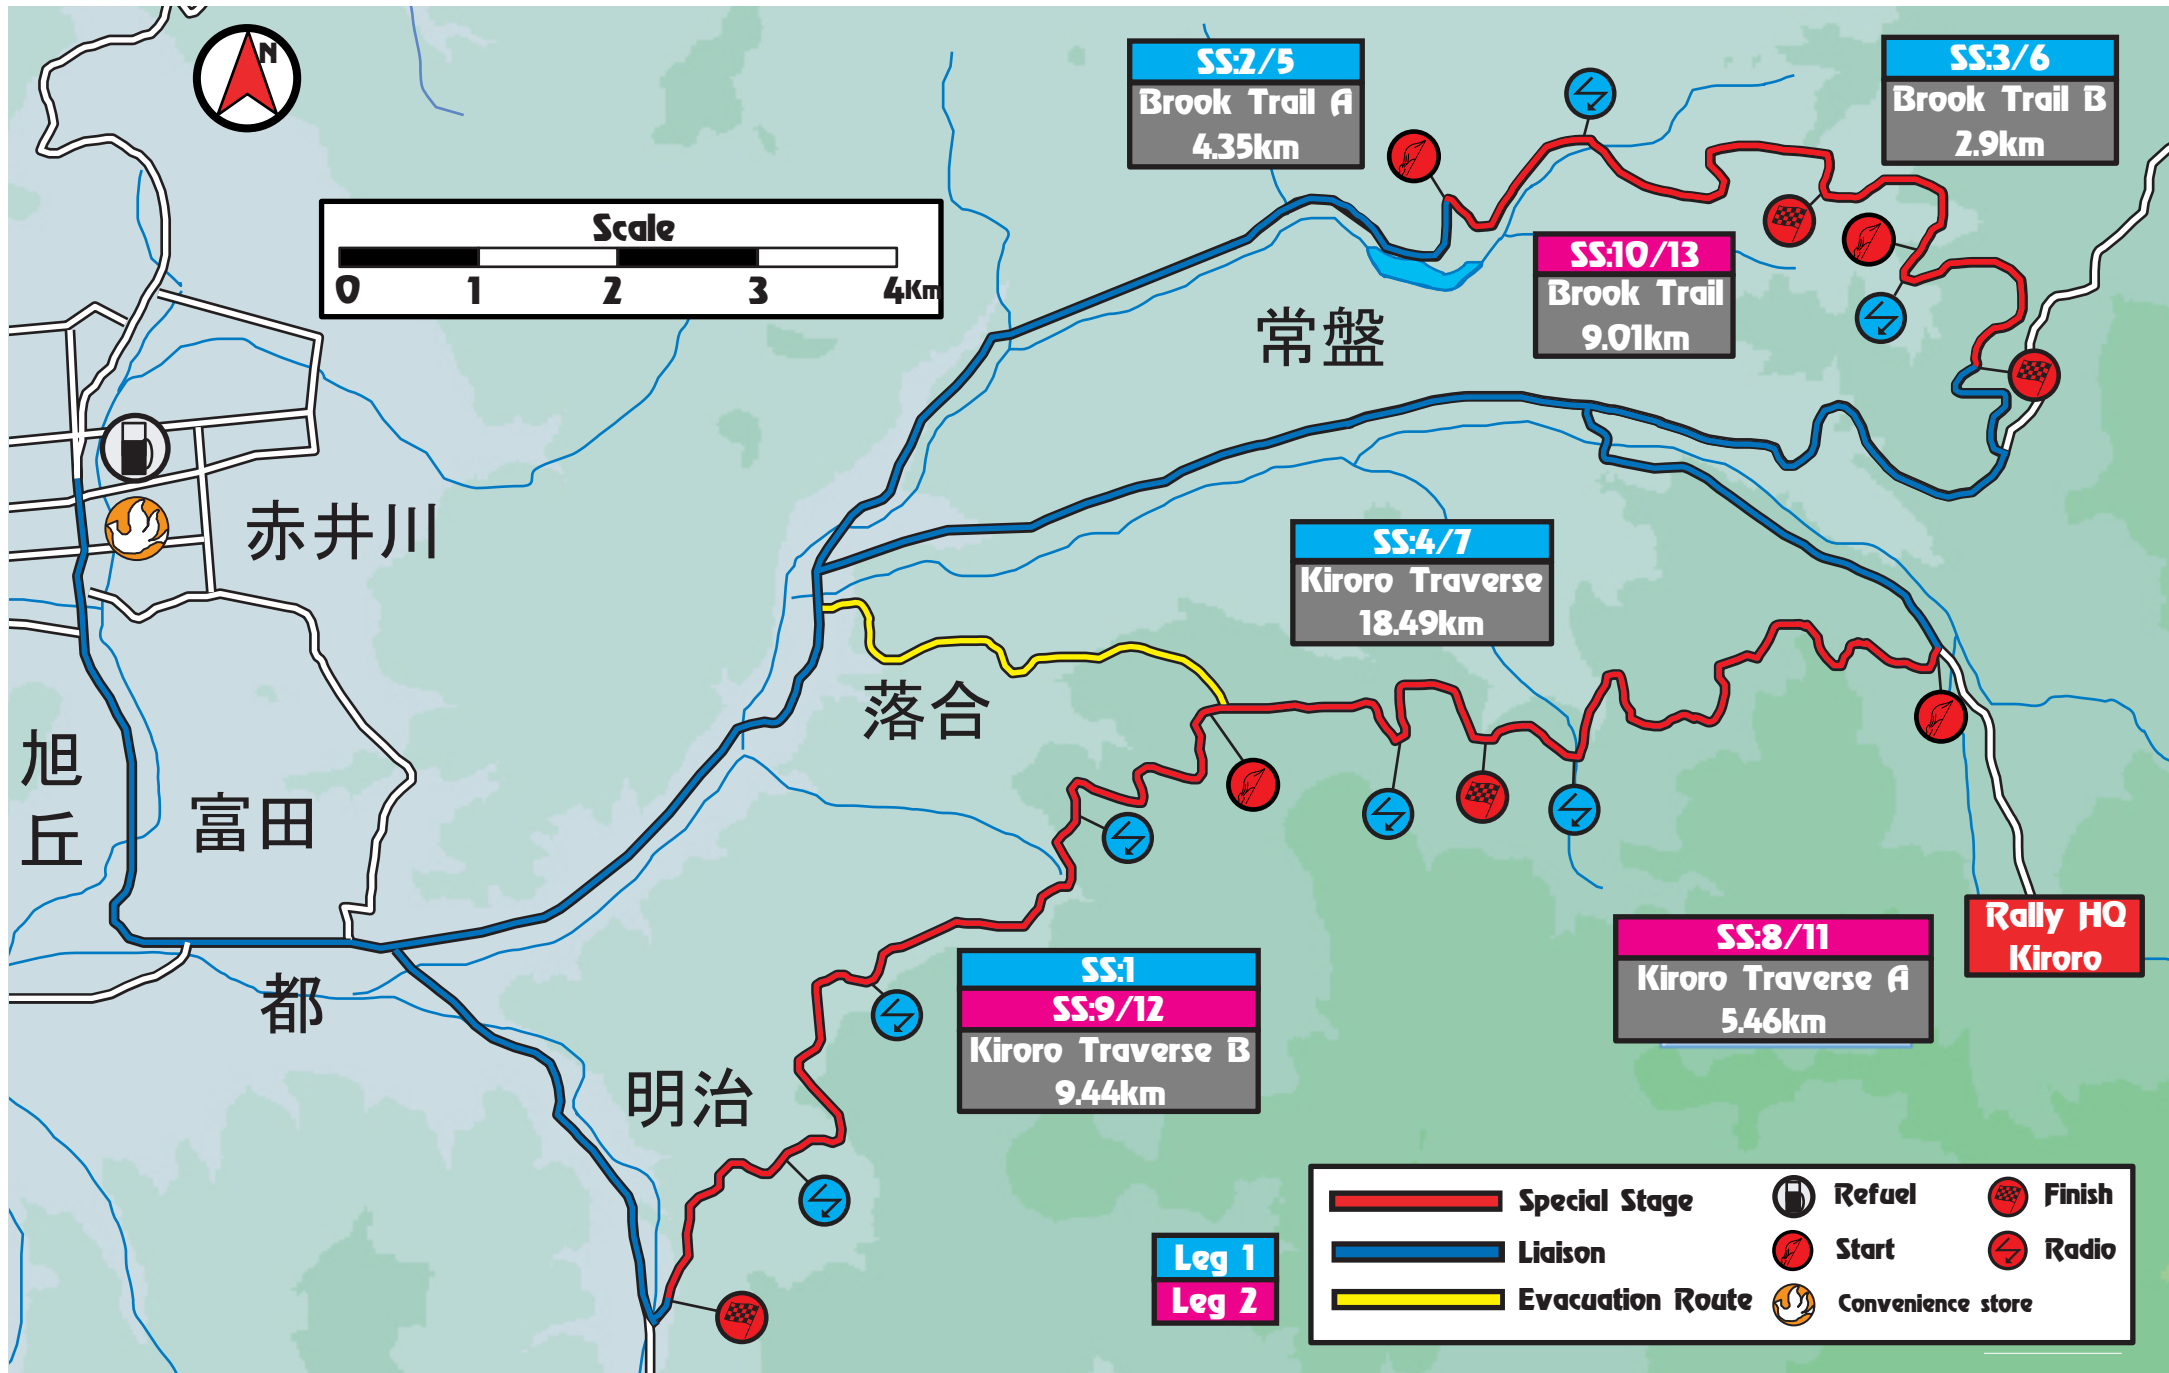 N
SS:2/5
Brook Trail A
4.35km
SS:3/6
Brook Trail B
2.9km
Scale
0 1 2 3 4Km
SS:10/13
Brook Trail
9.01km
常盤
赤井川
SS:4/7
Kiroro Traverse
18.49km
落合
旭
丘
富田
Rally HQ
Kiroro
SS:8/11
Kiroro Traverse A
5.46km
SS:1
SS:9/12
Kiroro Traverse B
9.44km
都
明治
Leg 1
Leg 2
Special Stage
Liaison
Evacuation Route
Refuel
Start
Convenience store
Finish
Radio